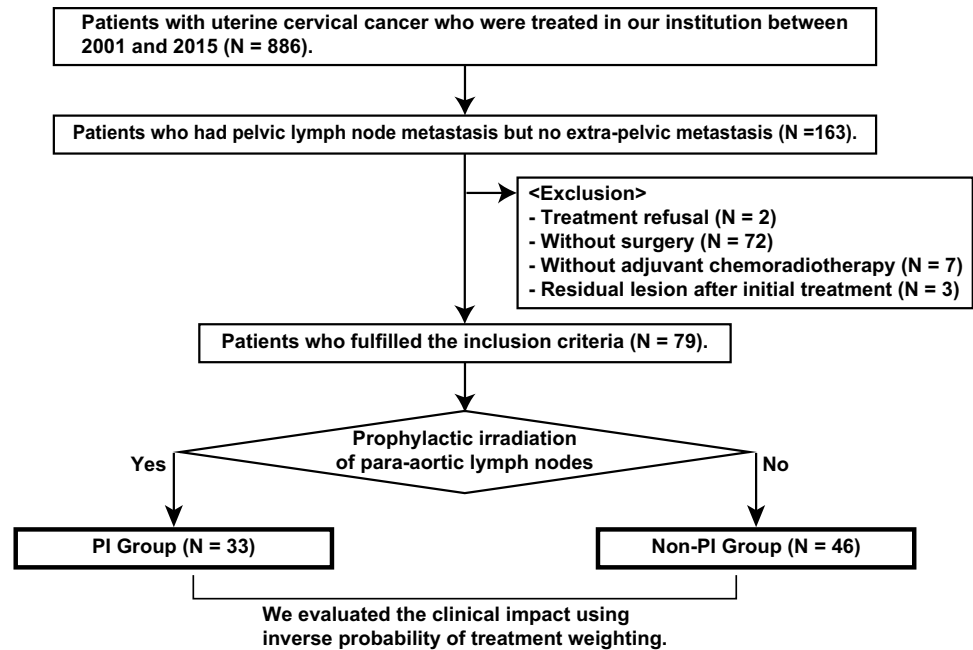 Patients with uterine cervical cancer who were treated in our institution between
2001 and 2015 (N = 886).
Patients who had pelvic lymph node metastasis but no extra-pelvic metastasis (N =163).
<Exclusion>
- Treatment refusal (N = 2)
- Without surgery (N = 72)
- Without adjuvant chemoradiotherapy (N = 7)
- Residual lesion after initial treatment (N = 3)
Patients who fulfilled the inclusion criteria (N = 79).
Prophylactic irradiation
of para-aortic lymph nodes
Yes
No
PI Group (N = 33)
Non-PI Group (N = 46)
We evaluated the clinical impact using
inverse probability of treatment weighting.